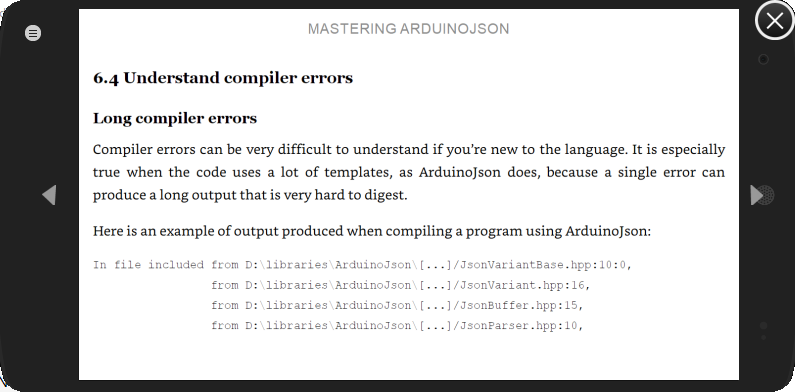 MASTERING ARDUINOJSON
6.4 Understand compiler errors
Long compiler errors
Compiler errors can be very difficult to understand if you’re new to the language. It is especially
true when the code uses a lot of templates, as ArduinoJson does, because a single error can
produce a long output that is very hard to digest.
Here is an example of output produced when compiling a program using ArduinoJson:
In file included from D:\libraries\ArduinoJson\[...]/JsonVariantBase.hpp:10:0,
from D:\libraries\ArduinoJson\[...]/JsonVariant.hpp:16,
from D:\libraries\ArduinoJson\[...]/JsonBuffer.hpp:15,
from D:\libraries\ArduinoJson\[...]/JsonParser.hpp:10,